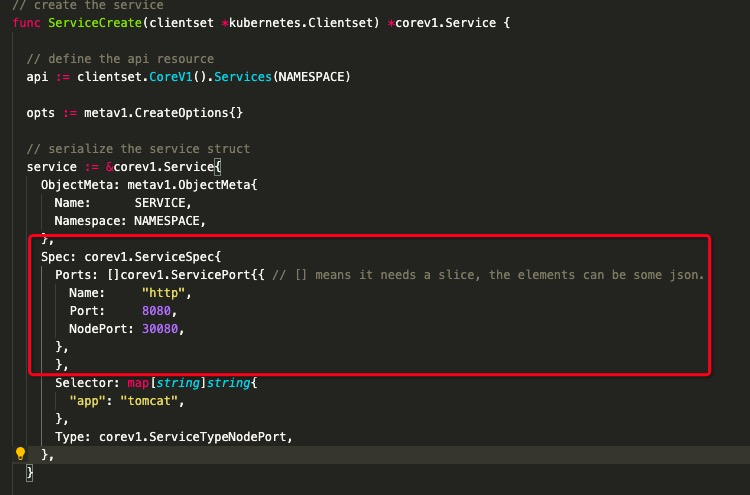 // create the service
func ServiceCreate(clientset *kubernetes.Clientset) *corev1.Service {
// define the api resource
api := clientset.CoreV1().Services(NAMESPACE)
opts := metav1.CreateOptions{}
// serialize the service struct
service := &corev1.Service{
ObjectMeta: metav1.ObjectMeta{
Name:      SERVICE,
Namespace: NAMESPACE,
},
Spec: corev1.ServiceSpec{
Ports: []corev1.ServicePort{{ // [] means it needs a slice, the elements can be some json.
Name:     "http",
Port:     8080,
NodePort: 30080,
},
},
Selector: map[string]string{
"app": "tomcat",
},
Type: corev1.ServiceTypeNodePort,
},
}